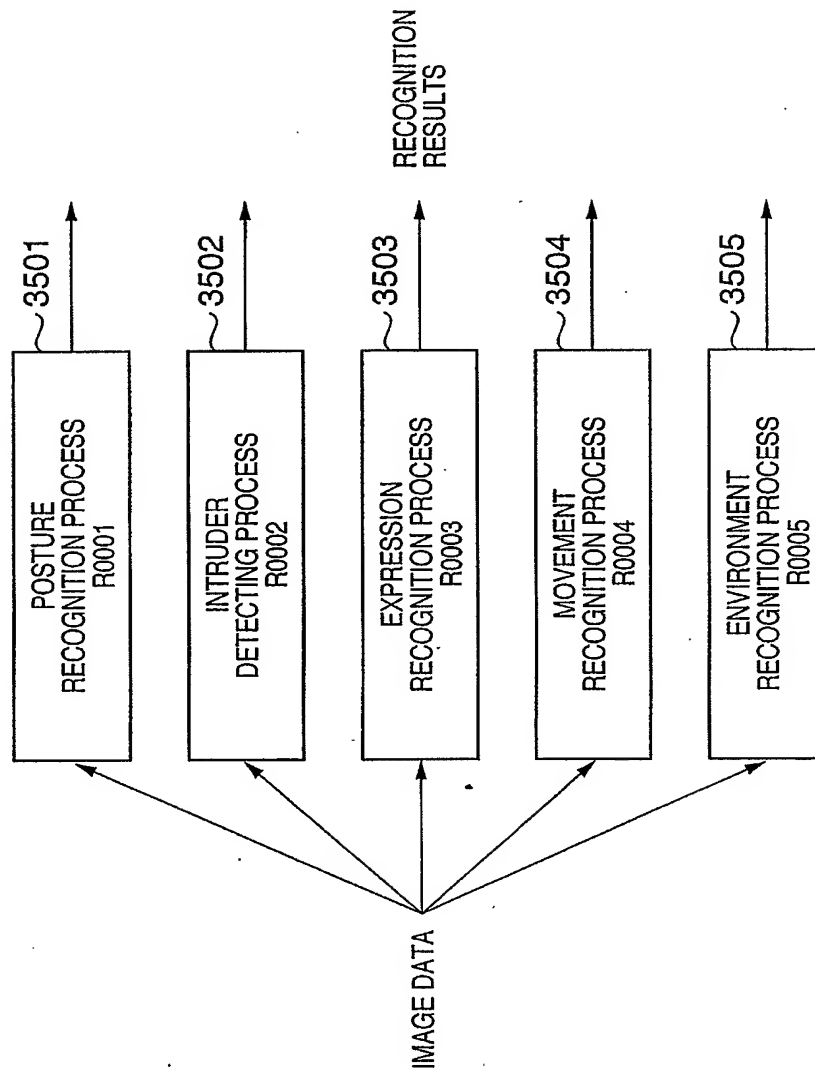 IMAGE DATA
POSTURE
RECOGNITION PROCESS
R0001
3501
INTRUDER
DETECTING PROCESS
R0002
3502
EXPRESSION
RECOGNITION PROCESS
R0003
3503
MOVEMENT
RECOGNITION PROCESS
R0004
3504
ENVIRONMENT
RECOGNITION PROCESS
R0005
3505
RECOGNITION
RESULTS